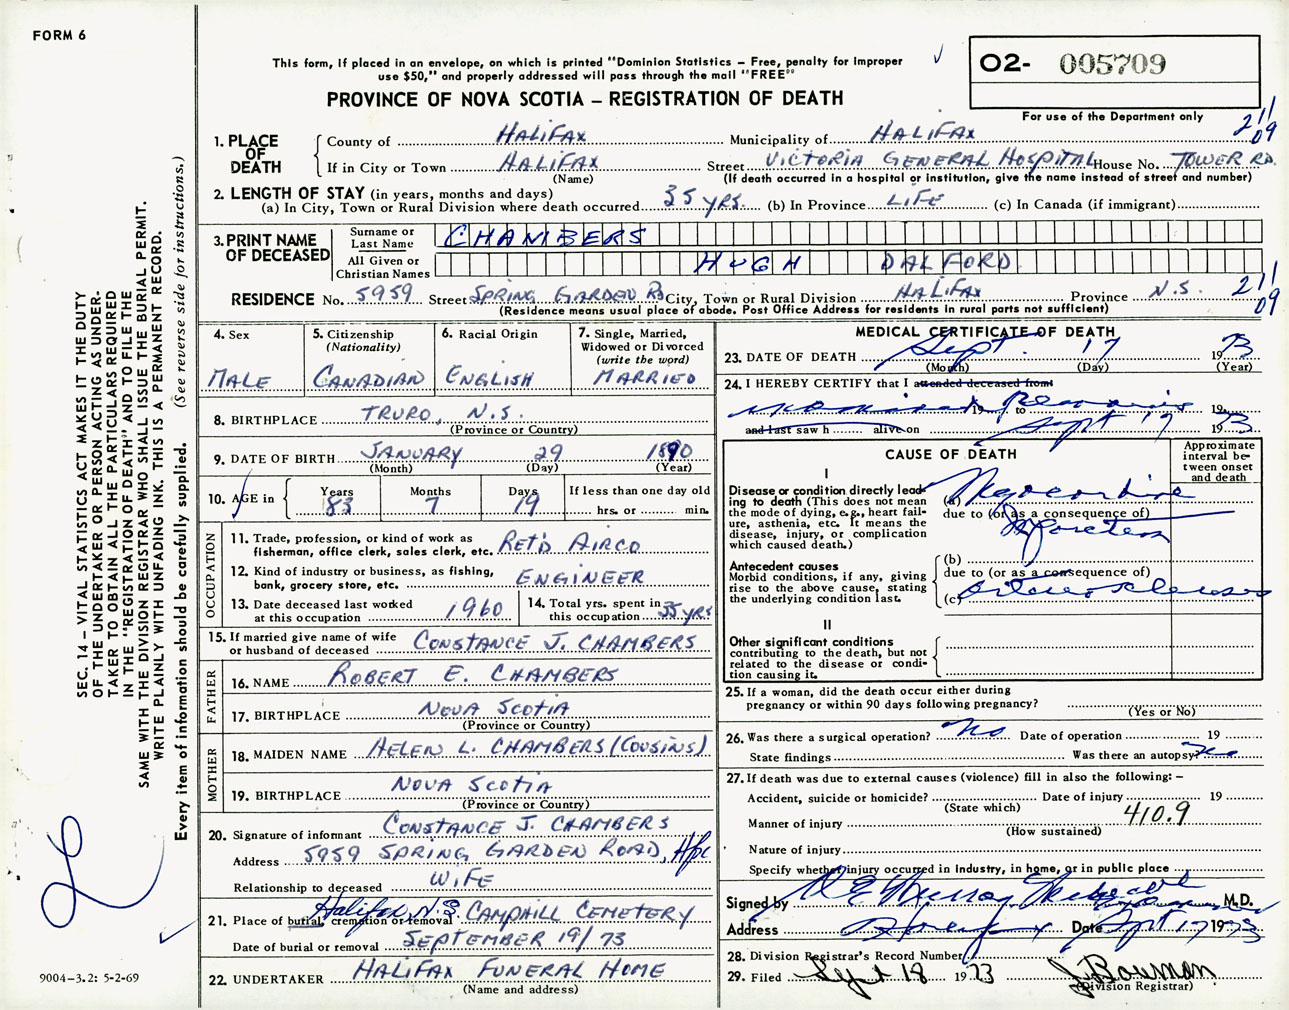 FORM 6
This form, if placed in an envelope, on which is printed "Dominion Statistics – Free, penalty for improper
use $50," and properly addressed will pass through the mail "FREE"
PROVINCE OF NOVA SCOTIA – REGISTRATION OF DEATH
O2- 005709
For use of the Department only
211
09
1. PLACE OF DEATH
County of HALIFAX Municipality of HALIFAX
If in City or Town HALIFAX Street VICTORIA GENERAL HOSPITAL House No. TOWER RD.
(Name) (If death occurred in a hospital or institution, give the name instead of street and number)
2. LENGTH OF STAY (in years, months and days)
(a) In City, Town or Rural Division where death occurred 35 YRS. (b) In Province LIFE (c) In Canada (if immigrant)
3. PRINT NAME OF DECEASED
Surname or Last Name CHAMBERS
All Given or Christian Names HUGH DALFORD
RESIDENCE No. 5959 Street SPRING GARDEN RD City, Town or Rural Division HALIFAX Province N.S. 211
09
(Residence means usual place of abode. Post Office Address for residents in rural parts not sufficient)
4. Sex
MALE
5. Citizenship
(Nationality)
CANADIAN
6. Racial Origin
ENGLISH
7. Single, Married,
Widowed or Divorced
(write the word)
MARRIED
8. BIRTHPLACE TRURO, N.S.
(Province or Country)
9. DATE OF BIRTH JANUARY 29 1890
(Month) (Day) (Year)
10. AGE in
Years Months Days If less than one day old
83 7 19 hrs. or min.
OCCUPATION
11. Trade, profession, or kind of work as
fisherman, office clerk, sales clerk, etc. RET'D AIRCO
12. Kind of industry or business, as fishing,
bank, grocery store, etc. ENGINEER
13. Date deceased last worked
at this occupation 1960
14. Total yrs. spent in
this occupation 35 YRS
15. If married give name of wife
or husband of deceased CONSTANCE J. CHAMBERS
FATHER
16. NAME ROBERT E. CHAMBERS
17. BIRTHPLACE NOVA SCOTIA
(Province or Country)
MOTHER
18. MAIDEN NAME HELEN L. CHAMBERS (COUSINS)
19. BIRTHPLACE NOVA SCOTIA
(Province or Country)
20. Signature of informant CONSTANCE J. CHAMBERS
Address 5959 SPRING GARDEN ROAD, Hfx
Relationship to deceased WIFE
21. Place of burial, cremation or removal Halifax N.S. CAMPHILL CEMETERY
Date of burial or removal SEPTEMBER 19/73
22. UNDERTAKER HALIFAX FUNERAL HOME
(Name and address)
MEDICAL CERTIFICATE OF DEATH
23. DATE OF DEATH Sept. 17 1973
(Month) (Day) (Year)
24. I HEREBY CERTIFY that I attended deceased from
19 to 19
and last saw h alive on Sept 17 1973
CAUSE OF DEATH
Approximate interval between onset and death
I
Disease or condition directly leading to death (This does not mean the mode of dying, e.g., heart failure, asthenia, etc. It means the disease, injury, or complication which caused death.)
(a) Myocardial
due to (or as a consequence of)
Infarction
Antecedent causes
Morbid conditions, if any, giving rise to the above cause, stating the underlying condition last.
(b)
due to (or as a consequence of)
(c) Arteriosclerosis
II
Other significant conditions contributing to the death, but not related to the disease or condition causing it.
25. If a woman, did the death occur either during
pregnancy or within 90 days following pregnancy?
(Yes or No)
26. Was there a surgical operation? No Date of operation 19
State findings Was there an autopsy? No
27. If death was due to external causes (violence) fill in also the following: –
Accident, suicide or homicide? Date of injury 19
(State which)
Manner of injury 410.9
(How sustained)
Nature of injury
Specify whether injury occurred in industry, in home, or in public place
Signed by M.D.
Address Halifax Date Sept 17 1973
28. Division Registrar's Record Number
29. Filed Sept 18 1973
(Division Registrar)
SEC. 14 – VITAL STATISTICS ACT MAKES IT THE DUTY
OF THE UNDERTAKER OR PERSON ACTING AS UNDER-
TAKER TO OBTAIN ALL THE PARTICULARS REQUIRED
IN THE "REGISTRATION OF DEATH" AND TO FILE THE
SAME WITH THE DIVISION REGISTRAR WHO SHALL ISSUE THE BURIAL PERMIT.
WRITE PLAINLY WITH UNFADING INK. THIS IS A PERMANENT RECORD.
Every item of information should be carefully supplied. (See reverse side for instructions.)
9004-3.2: 5-2-69